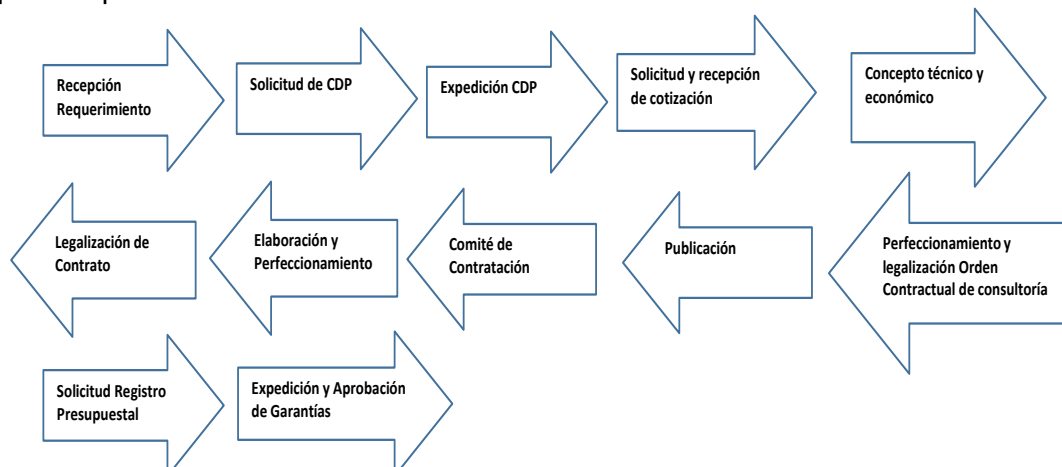 Recepción
Requerimiento
Solicitud de CDP
Expedición CDP
Solicitud y recepción
de cotización
Concepto técnico y
económico
Perfeccionamiento y
legalización Orden
Contractual de consultoría
Publicación
Comité de
Contratación
Elaboración y
Perfeccionamiento
Legalización de
Contrato
Solicitud Registro
Presupuestal
Expedición y Aprobación
de Garantías